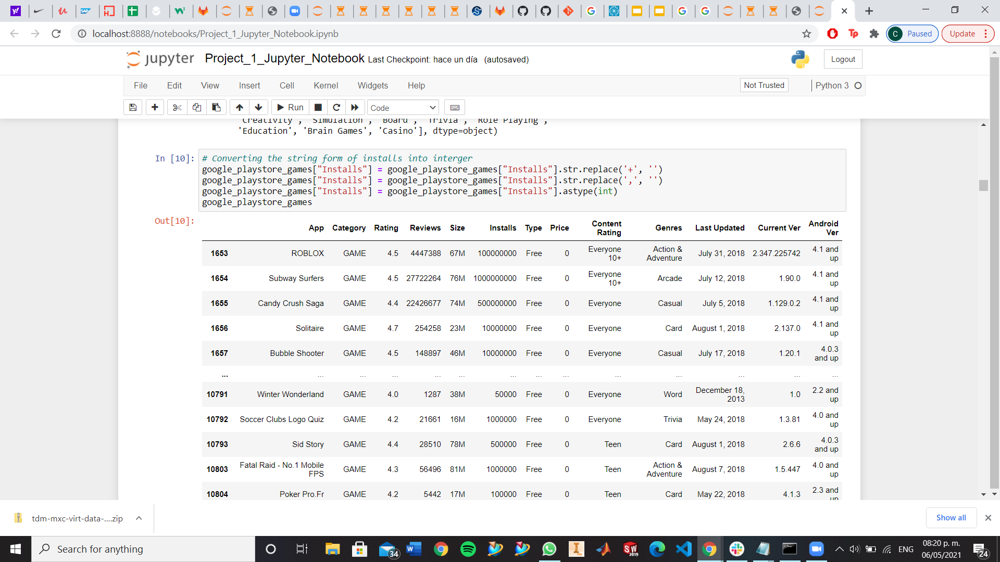 localhost:8888/notebooks/Project_1_Jupyter_Notebook.ipynb
C Paused
Update
jupyter Project_1_Jupyter_Notebook Last Checkpoint: hace un día (autosaved)
Logout
File Edit View Insert Cell Kernel Widgets Help
Not Trusted
Python 3
Run
Code
'Creativity', 'Simulation', 'Board', 'Trivia', 'Role Playing',
'Education', 'Brain Games', 'Casino'], dtype=object)
In [10]:
# Converting the string form of installs into interger
google_playstore_games["Installs"] = google_playstore_games["Installs"].str.replace('+', '')
google_playstore_games["Installs"] = google_playstore_games["Installs"].str.replace(',', '')
google_playstore_games["Installs"] = google_playstore_games["Installs"].astype(int)
google_playstore_games
Out[10]:
App Category Rating Reviews Size Installs Type Price Content Rating Genres Last Updated Current Ver Android Ver
1653 ROBLOX GAME 4.5 4447388 67M 100000000 Free 0 Everyone 10+ Action & Adventure July 31, 2018 2.347.225742 4.1 and up
1654 Subway Surfers GAME 4.5 27722264 76M 1000000000 Free 0 Everyone 10+ Arcade July 12, 2018 1.90.0 4.1 and up
1655 Candy Crush Saga GAME 4.4 22426677 74M 500000000 Free 0 Everyone Casual July 5, 2018 1.129.0.2 4.1 and up
1656 Solitaire GAME 4.7 254258 23M 10000000 Free 0 Everyone Card August 1, 2018 2.137.0 4.1 and up
1657 Bubble Shooter GAME 4.5 148897 46M 10000000 Free 0 Everyone Casual July 17, 2018 1.20.1 4.0.3 and up
... ... ... ... ... ... ... ... ... ... ... ... ... ...
10791 Winter Wonderland GAME 4.0 1287 38M 50000 Free 0 Everyone Word December 18, 2013 1.0 2.2 and up
10792 Soccer Clubs Logo Quiz GAME 4.2 21661 16M 1000000 Free 0 Everyone Trivia May 24, 2018 1.3.81 4.0 and up
10793 Sid Story GAME 4.4 28510 78M 500000 Free 0 Teen Card August 1, 2018 2.6.6 4.0.3 and up
10803 Fatal Raid - No.1 Mobile FPS GAME 4.3 56496 81M 1000000 Free 0 Teen Action & Adventure August 7, 2018 1.5.447 4.0 and up
10804 Poker Pro.Fr GAME 4.2 5442 17M 100000 Free 0 Teen Card May 22, 2018 4.1.3 2.3 and up
tdm-mxc-virt-data-....zip
Show all
Search for anything
34
ENG
08:20 p. m.
06/05/2021
24